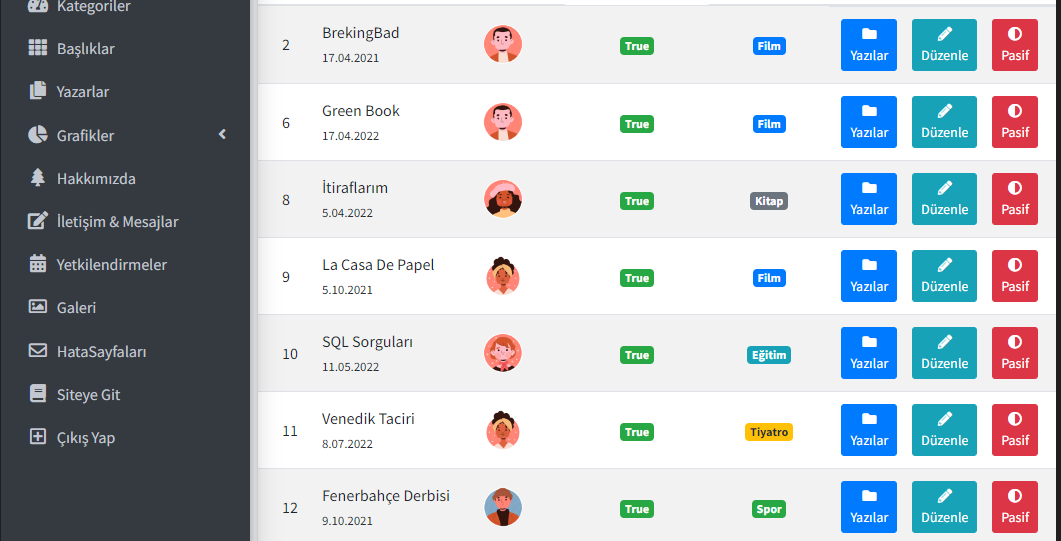 Kategoriler
Başlıklar
Yazarlar
Grafikler
Hakkımızda
İletişim & Mesajlar
Yetkilendirmeler
Galeri
HataSayfaları
Siteye Git
Çıkış Yap
2 BrekingBad True Film Yazılar Düzenle Pasif
17.04.2021
6 Green Book True Film Yazılar Düzenle Pasif
17.04.2022
8 İtiraflarım True Kitap Yazılar Düzenle Pasif
5.04.2022
9 La Casa De Papel True Film Yazılar Düzenle Pasif
5.10.2021
10 SQL Sorguları True Eğitim Yazılar Düzenle Pasif
11.05.2022
11 Venedik Taciri True Tiyatro Yazılar Düzenle Pasif
8.07.2022
12 Fenerbahçe Derbisi True Spor Yazılar Düzenle Pasif
9.10.2021